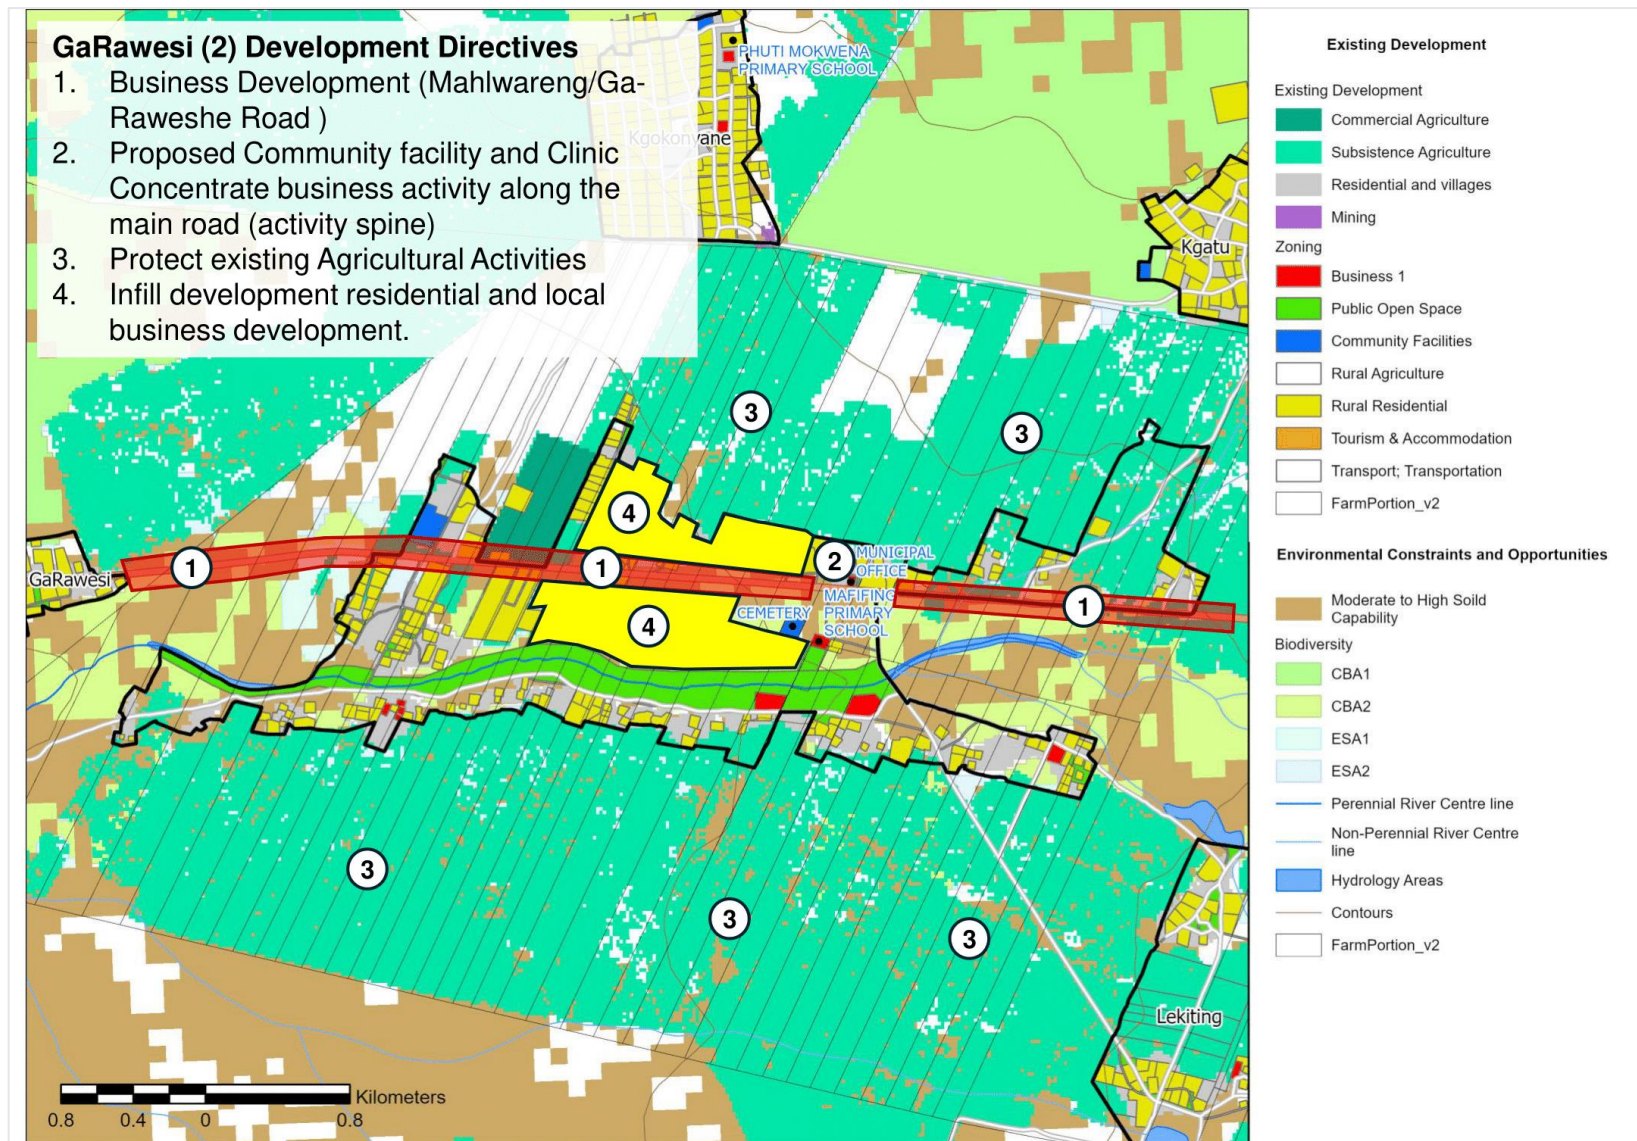 GaRawesi (2) Development Directives
1. Business Development (Mahlwareng/Ga-
Raweshe Road )
2. Proposed Community facility and Clinic
Concentrate business activity along the
main road (activity spine)
3. Protect existing Agricultural Activities
4. Infill development residential and local
business development.
PHUTI MOKWENA
PRIMARY SCHOOL
Kgokonyane
Kgatu
3
3
4
2
MUNICIPAL
OFFICE
1
1
GaRawesi
1
MAFIFING
PRIMARY
SCHOOL
CEMETERY
4
3
3
3
Lekiting
Kilometers
0.8 0.4 0 0.8
Existing Development
Existing Development
Commercial Agriculture
Subsistence Agriculture
Residential and villages
Mining
Zoning
Business 1
Public Open Space
Community Facilities
Rural Agriculture
Rural Residential
Tourism & Accommodation
Transport; Transportation
FarmPortion_v2
Environmental Constraints and Opportunities
Moderate to High Soild
Capability
Biodiversity
CBA1
CBA2
ESA1
ESA2
Perennial River Centre line
Non-Perennial River Centre
line
Hydrology Areas
Contours
FarmPortion_v2